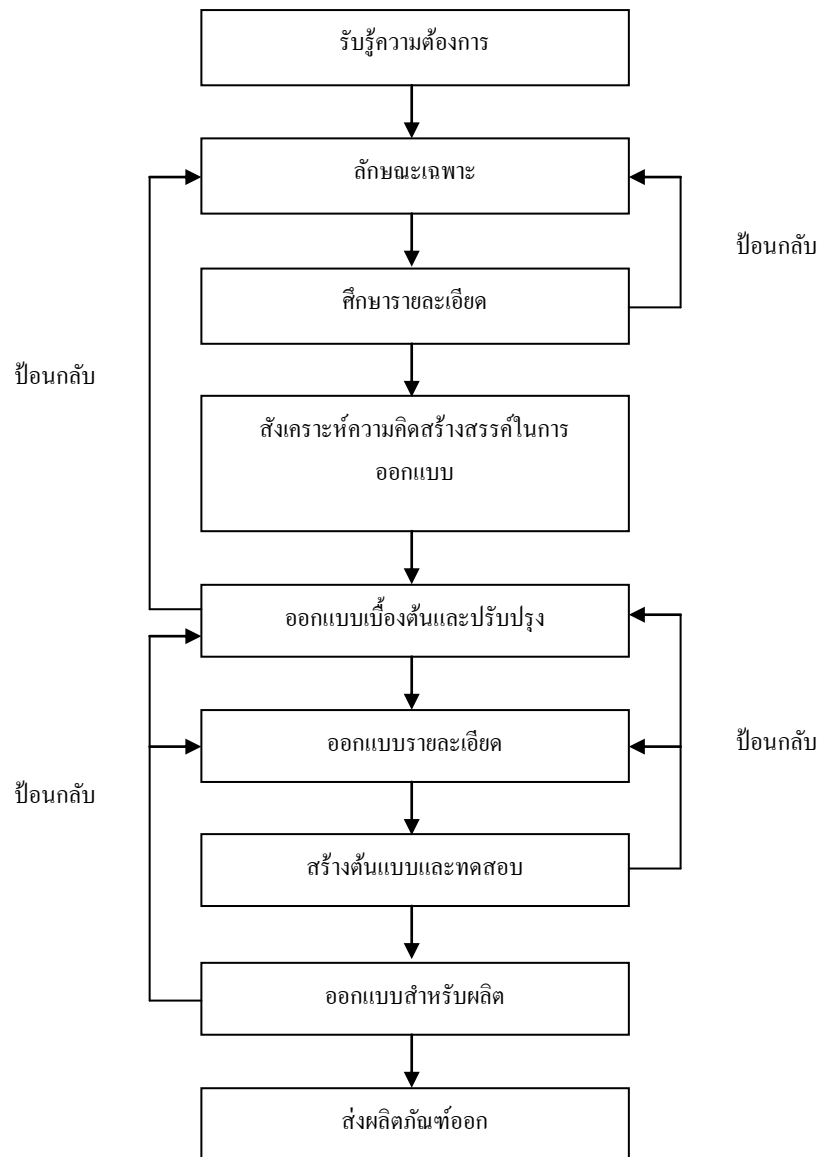 รับรู้ความต้องการ
ลักษณะเฉพาะ
ป้อนกลับ
ศึกษารายละเอียด
ป้อนกลับ
สังเคราะห์ความคิดสร้างสรรค์ในการ
ออกแบบ
ออกแบบเบื้องต้นและปรับปรุง
ออกแบบรายละเอียด
ป้อนกลับ
ป้อนกลับ
สร้างต้นแบบและทดสอบ
ออกแบบสำหรับผลิต
ส่งผลิตภัณฑ์ออก